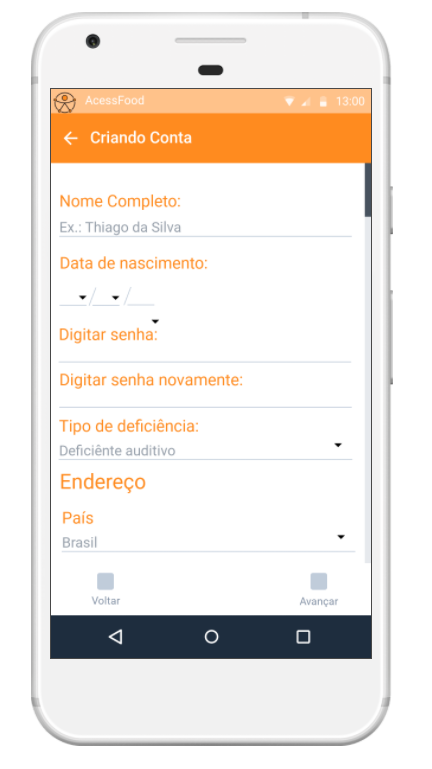 AcessFood 13:00
Criando Conta
Nome Completo:
Ex.: Thiago da Silva
Data de nascimento:
/ /
Digitar senha:
Digitar senha novamente:
Tipo de deficiência:
Deficiênte auditivo
Endereço
País
Brasil
Voltar Avançar